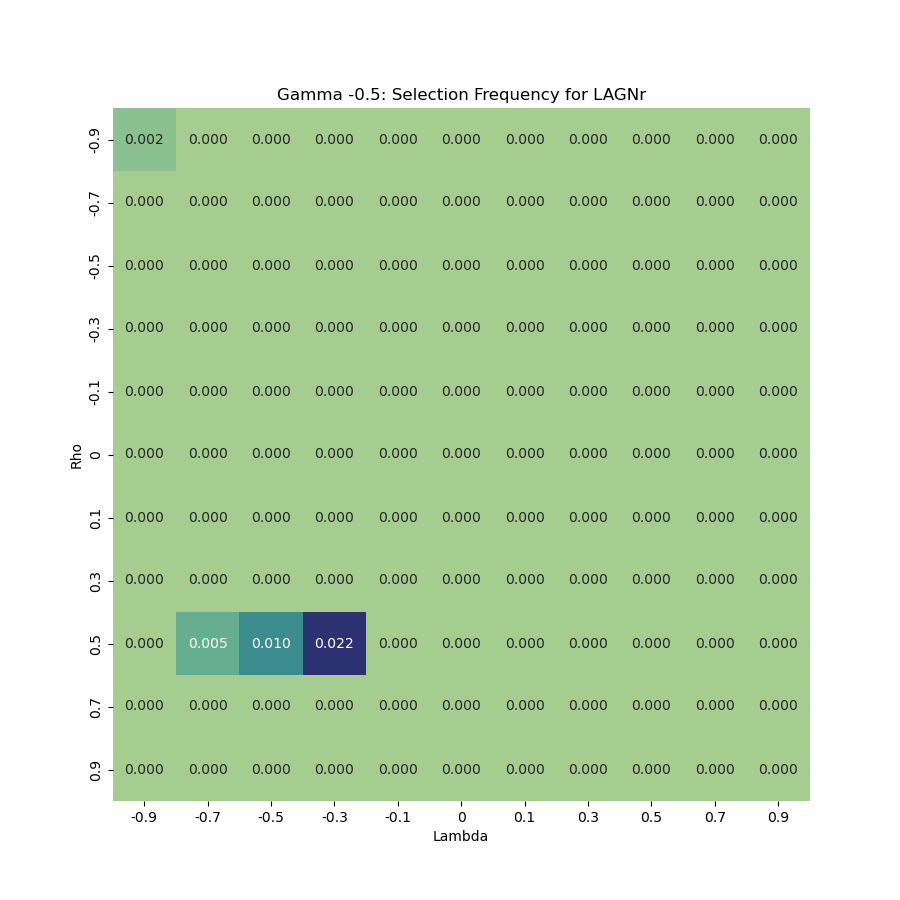 Gamma -0.5: Selection Frequency for LAGNr
-0.9 0.002 0.000 0.000 0.000 0.000 0.000 0.000 0.000 0.000 0.000 0.000
-0.7 0.000 0.000 0.000 0.000 0.000 0.000 0.000 0.000 0.000 0.000 0.000
-0.5 0.000 0.000 0.000 0.000 0.000 0.000 0.000 0.000 0.000 0.000 0.000
-0.3 0.000 0.000 0.000 0.000 0.000 0.000 0.000 0.000 0.000 0.000 0.000
-0.1 0.000 0.000 0.000 0.000 0.000 0.000 0.000 0.000 0.000 0.000 0.000
Rho
0 0.000 0.000 0.000 0.000 0.000 0.000 0.000 0.000 0.000 0.000 0.000
0.1 0.000 0.000 0.000 0.000 0.000 0.000 0.000 0.000 0.000 0.000 0.000
0.3 0.000 0.000 0.000 0.000 0.000 0.000 0.000 0.000 0.000 0.000 0.000
0.5 0.000 0.005 0.010 0.022 0.000 0.000 0.000 0.000 0.000 0.000 0.000
0.7 0.000 0.000 0.000 0.000 0.000 0.000 0.000 0.000 0.000 0.000 0.000
0.9 0.000 0.000 0.000 0.000 0.000 0.000 0.000 0.000 0.000 0.000 0.000
-0.9 -0.7 -0.5 -0.3 -0.1 0 0.1 0.3 0.5 0.7 0.9
Lambda